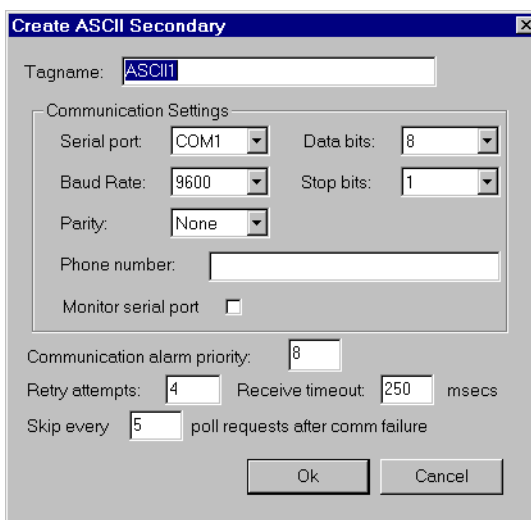 Create ASCII Secondary
Tagname: ASCII1
Communication Settings
Serial port: COM1 Data bits: 8
Baud Rate: 9600 Stop bits: 1
Parity: None
Phone number:
Monitor serial port
Communication alarm priority: 8
Retry attempts: 4 Receive timeout: 250 msecs
Skip every 5 poll requests after comm failure
Ok Cancel